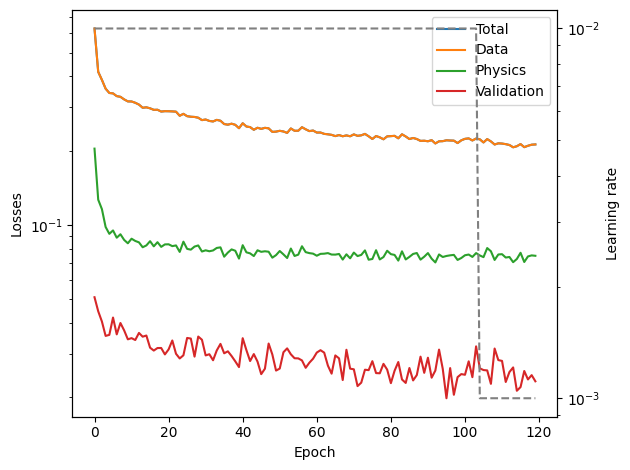 Total
Data
Physics
Validation
Losses
10⁻¹
Learning rate
10⁻²
10⁻³
0 20 40 60 80 100 120
Epoch